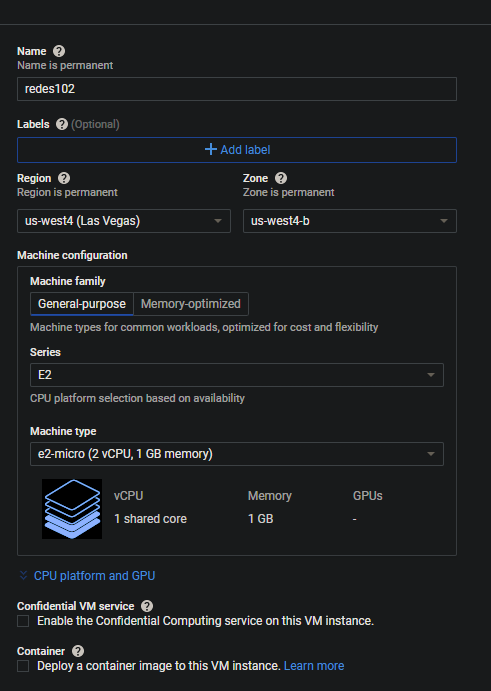 Name ?
Name is permanent
redes102
Labels ? (Optional)
+ Add label
Region ? Zone ?
Region is permanent Zone is permanent
us-west4 (Las Vegas) us-west4-b
Machine configuration
Machine family
General-purpose Memory-optimized
Machine types for common workloads, optimized for cost and flexibility
Series
E2
CPU platform selection based on availability
Machine type
e2-micro (2 vCPU, 1 GB memory)
vCPU Memory GPUs
1 shared core 1 GB -
CPU platform and GPU
Confidential VM service ?
Enable the Confidential Computing service on this VM instance.
Container ?
Deploy a container image to this VM instance. Learn more